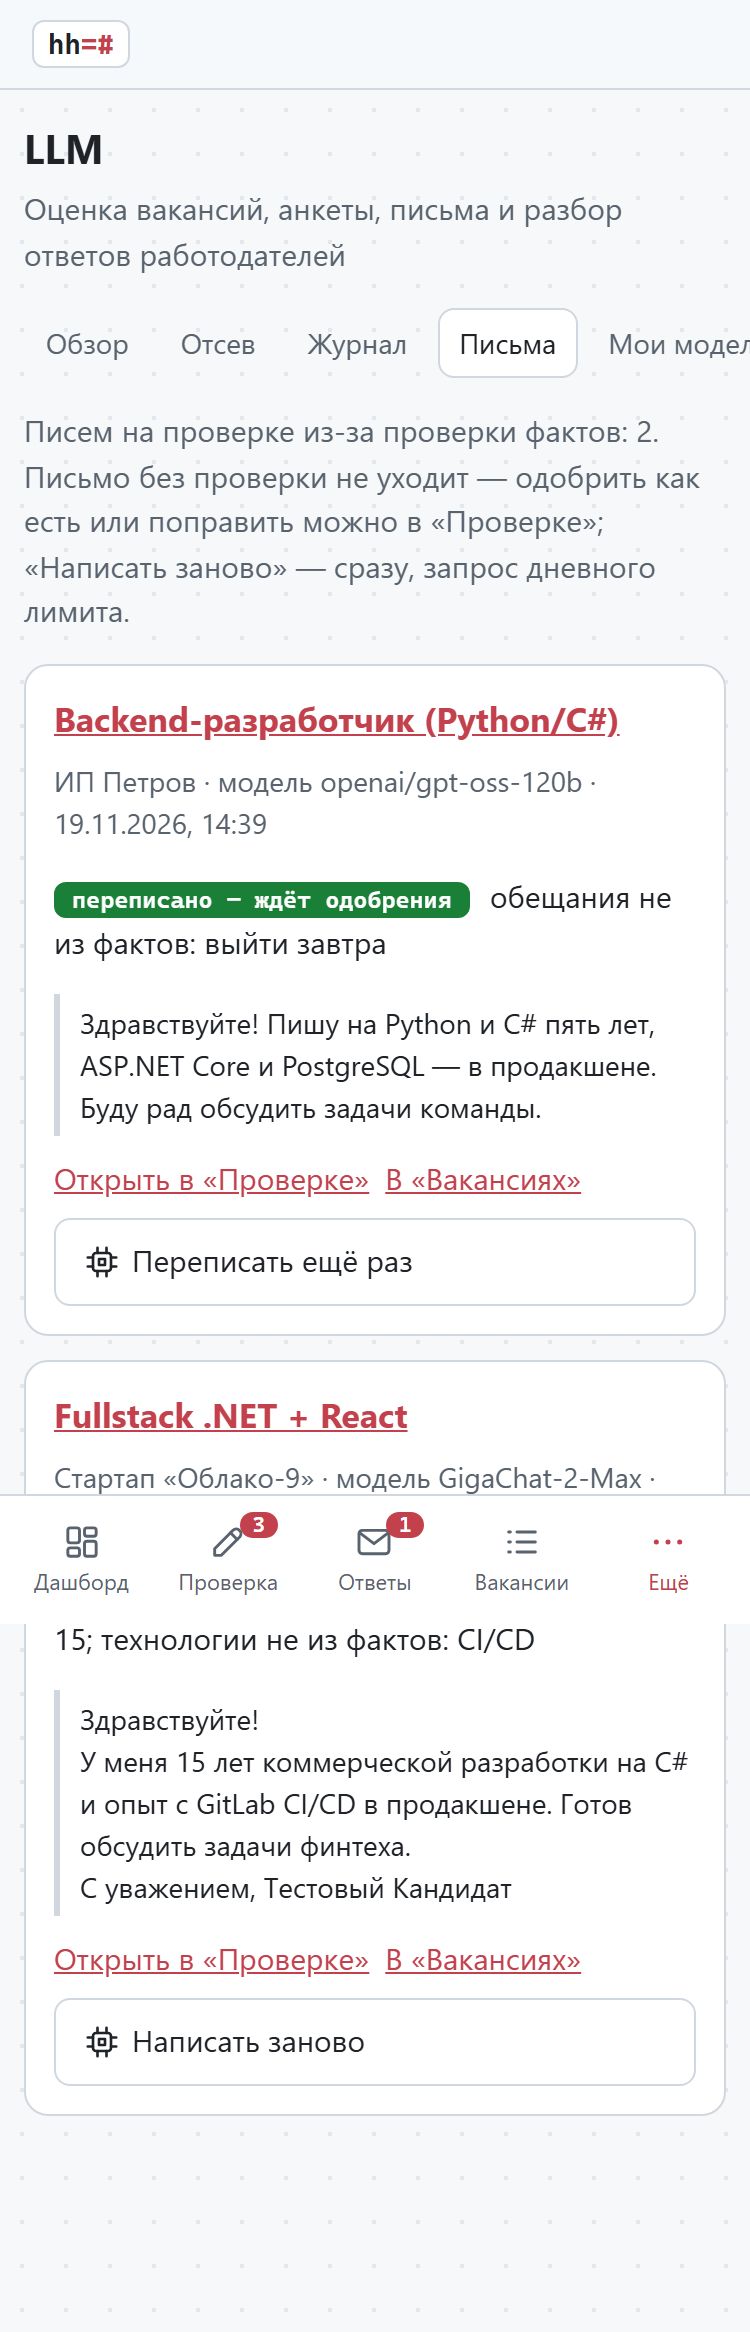 hh=#
LLM
Оценка вакансий, анкеты, письма и разбор
ответов работодателей
Обзор Отсев Журнал Письма Мои модел
Писем на проверке из-за проверки фактов: 2.
Письмо без проверки не уходит — одобрить как
есть или поправить можно в «Проверке»;
«Написать заново» — сразу, запрос дневного
лимита.
Backend-разработчик (Python/C#)
ИП Петров · модель openai/gpt-oss-120b ·
19.11.2026, 14:39
переписано — ждёт одобрения обещания не
из фактов: выйти завтра
Здравствуйте! Пишу на Python и C# пять лет,
ASP.NET Core и PostgreSQL — в продакшене.
Буду рад обсудить задачи команды.
Открыть в «Проверке» В «Вакансиях»
Переписать ещё раз
Fullstack .NET + React
Стартап «Облако-9» · модель GigaChat-2-Max ·
3 1
Дашборд Проверка Ответы Вакансии Ещё
15; технологии не из фактов: CI/CD
Здравствуйте!
У меня 15 лет коммерческой разработки на C#
и опыт с GitLab CI/CD в продакшене. Готов
обсудить задачи финтеха.
С уважением, Тестовый Кандидат
Открыть в «Проверке» В «Вакансиях»
Написать заново